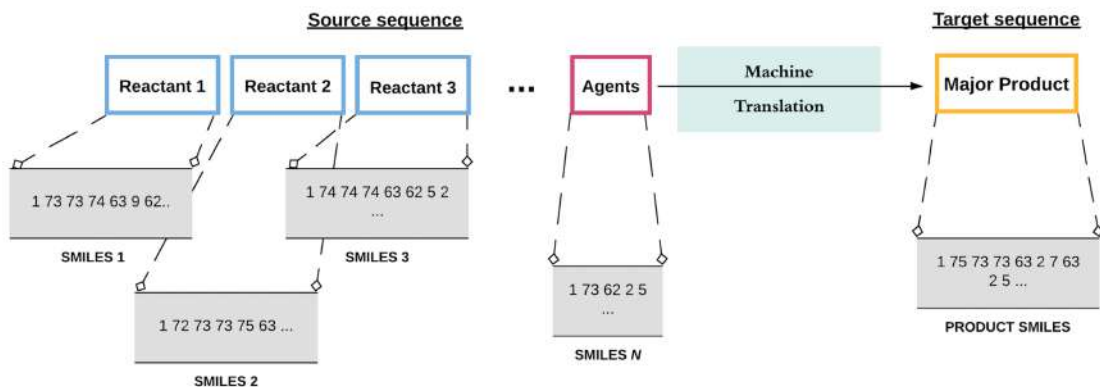 Source sequence
Target sequence
Reactant 1
Reactant 2
Reactant 3
...
Agents
Machine
Translation
Major Product
1 73 73 74 63 9 62..
SMILES 1
1 74 74 74 63 62 5 2
...
SMILES 3
1 72 73 73 75 63 ...
SMILES 2
1 73 62 2 5
...
SMILES N
1 75 73 73 63 2 7 63
2 5 ...
PRODUCT SMILES